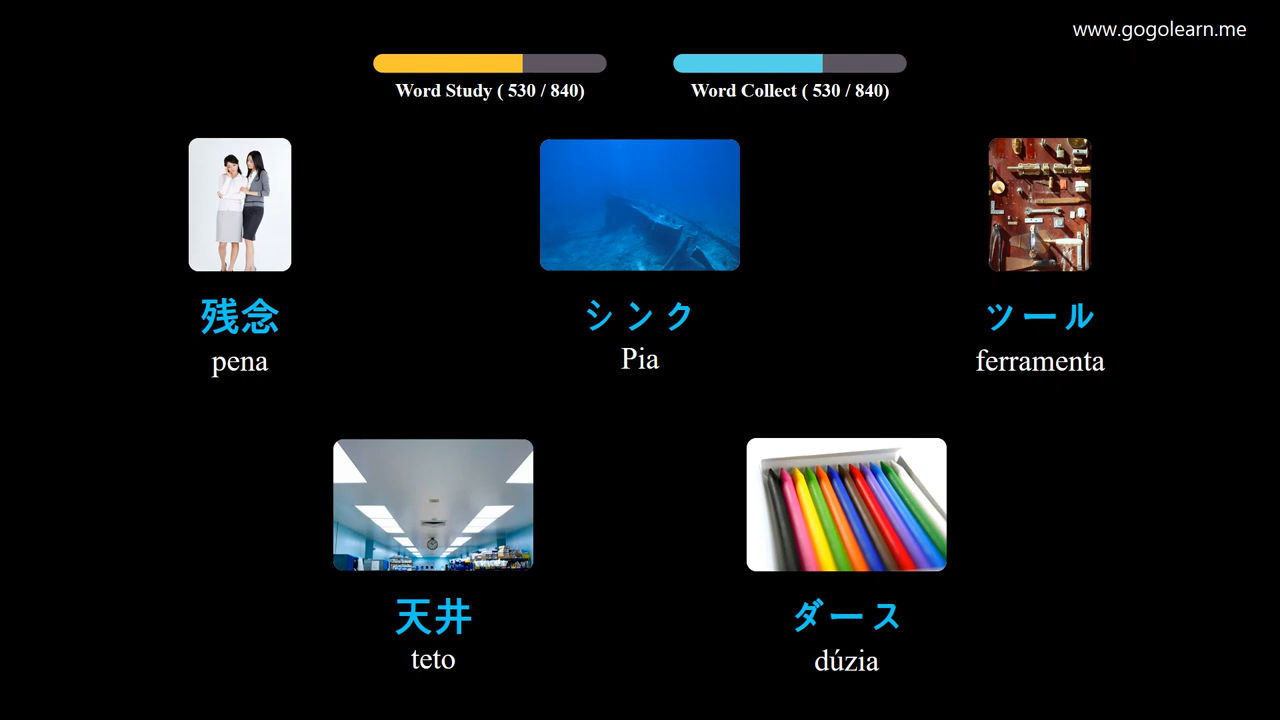 www.gogolearn.me
Word Study ( 530 / 840)
Word Collect ( 530 / 840)
残念
pena
シンク
Pia
ツール
ferramenta
天井
teto
ダース
dúzia